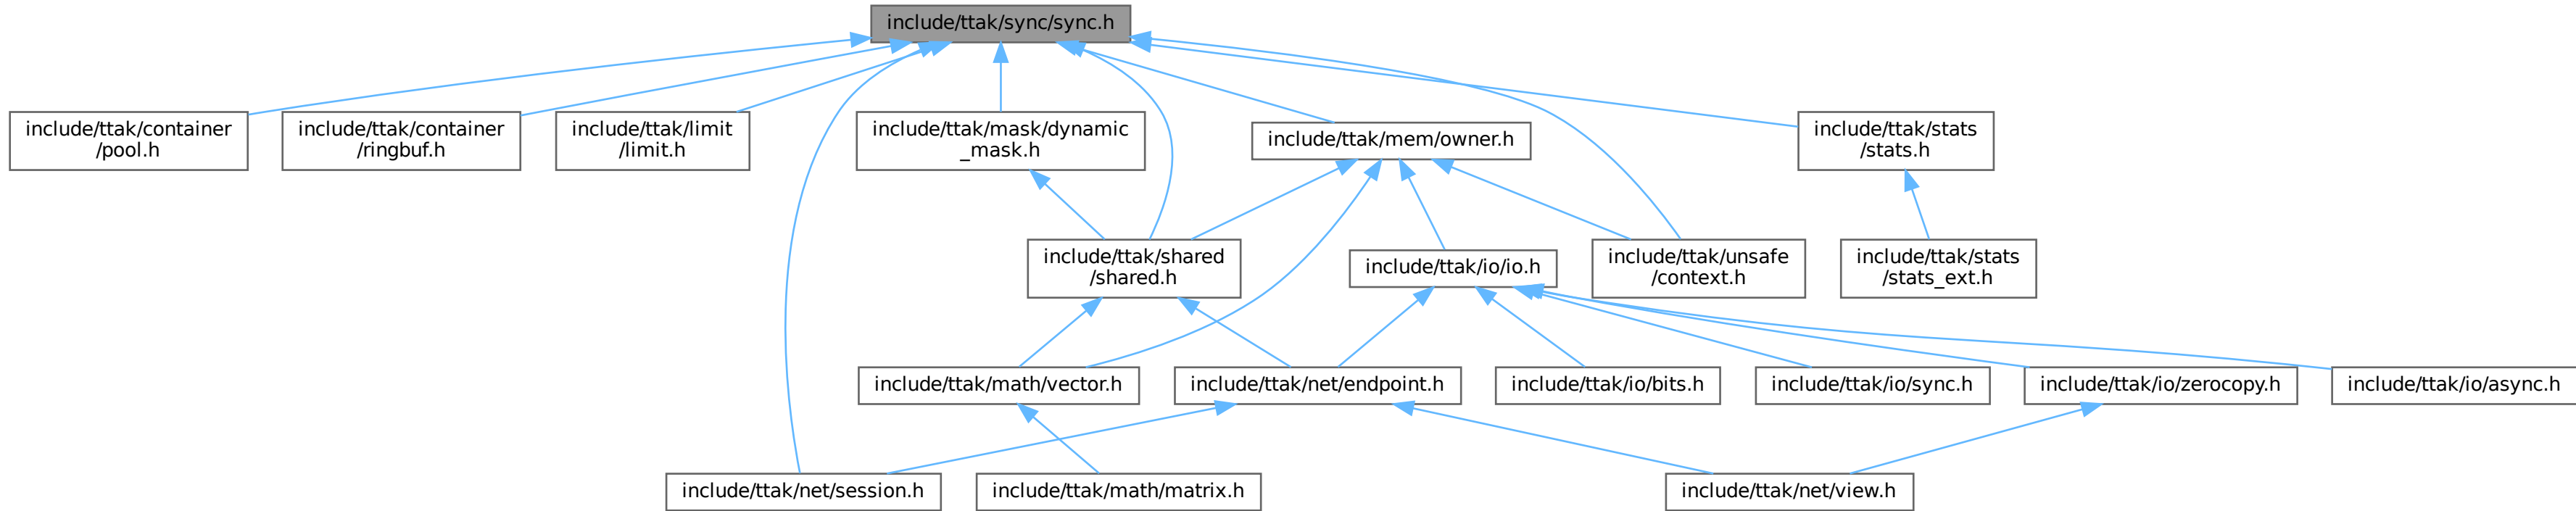 include/ttak/sync/sync.h
include/ttak/container
/pool.h
include/ttak/container
/ringbuf.h
include/ttak/limit
/limit.h
include/ttak/mask/dynamic
_mask.h
include/ttak/mem/owner.h
include/ttak/stats
/stats.h
include/ttak/shared
/shared.h
include/ttak/io/io.h
include/ttak/unsafe
/context.h
include/ttak/stats
/stats_ext.h
include/ttak/math/vector.h
include/ttak/net/endpoint.h
include/ttak/io/bits.h
include/ttak/io/sync.h
include/ttak/io/zerocopy.h
include/ttak/io/async.h
include/ttak/net/session.h
include/ttak/math/matrix.h
include/ttak/net/view.h